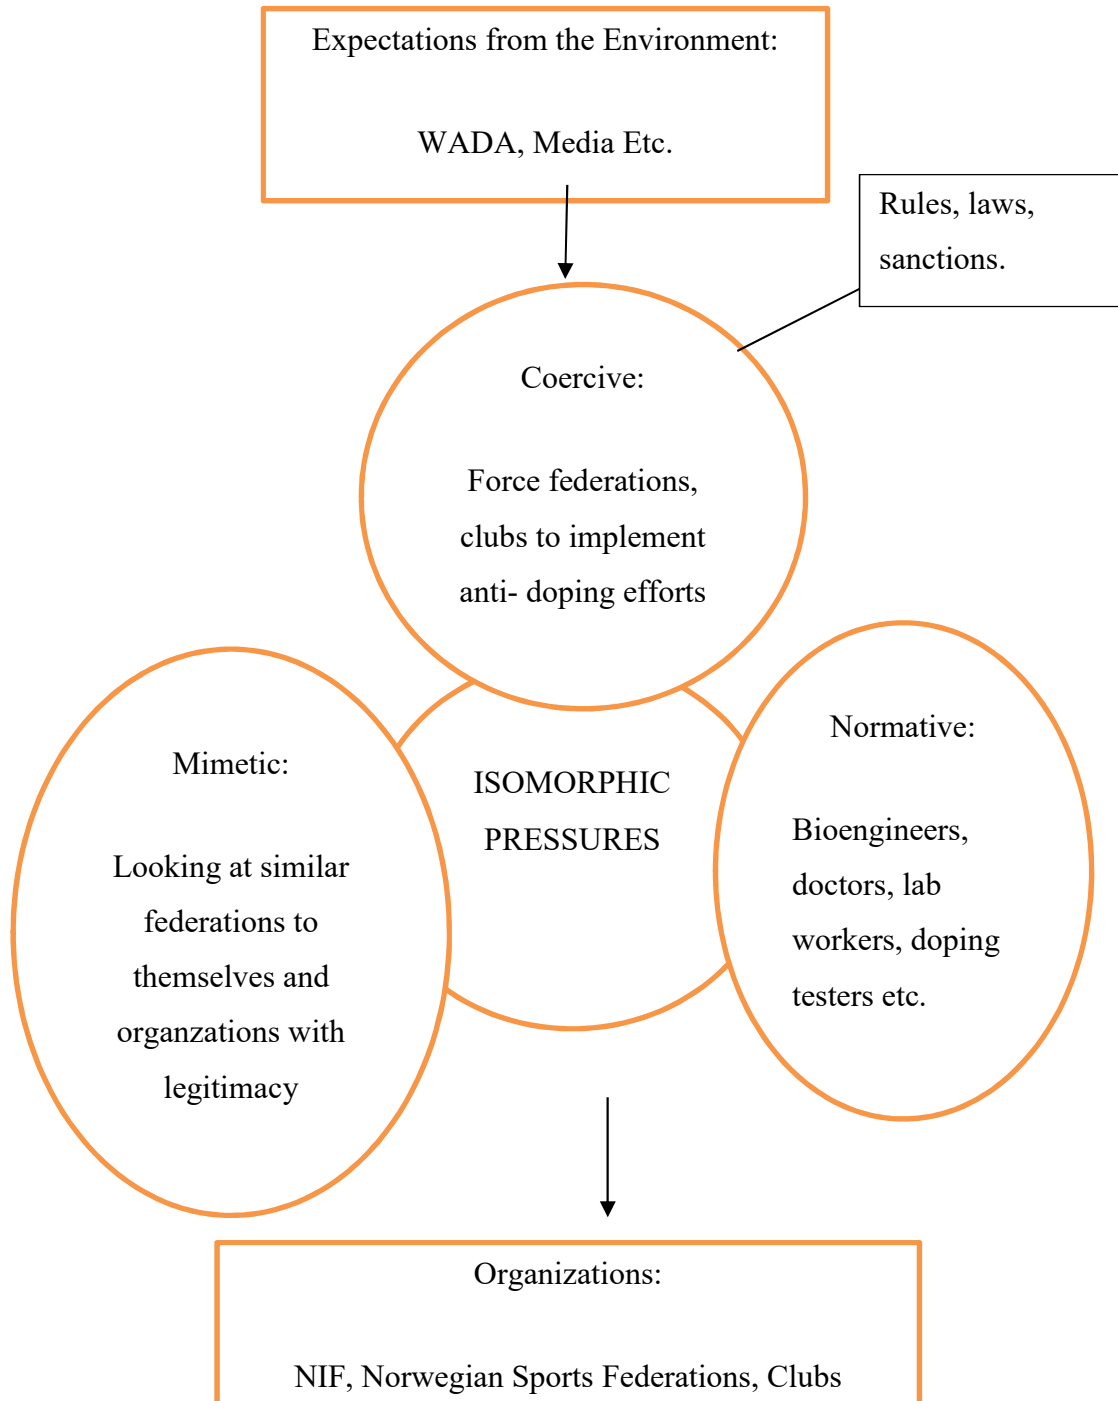 Expectations from the Environment:
WADA, Media Etc.
Rules, laws,
sanctions.
Coercive:
Force federations,
clubs to implement
anti- doping efforts
Mimetic:
Looking at similar
federations to
themselves and
organzations with
legitimacy
ISOMORPHIC
PRESSURES
Normative:
Bioengineers,
doctors, lab
workers, doping
testers etc.
Organizations:
NIF, Norwegian Sports Federations, Clubs